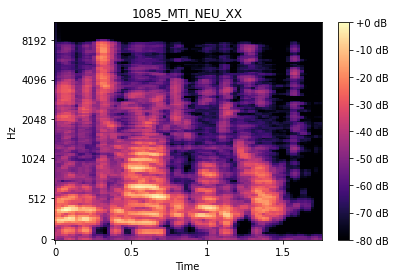 1085_MTI_NEU_XX
+0 dB
8192
-10 dB
4096
-20 dB
-30 dB
2048
Hz
-40 dB
1024
-50 dB
512
-60 dB
-70 dB
0
-80 dB
0
0.5
1
1.5
Time